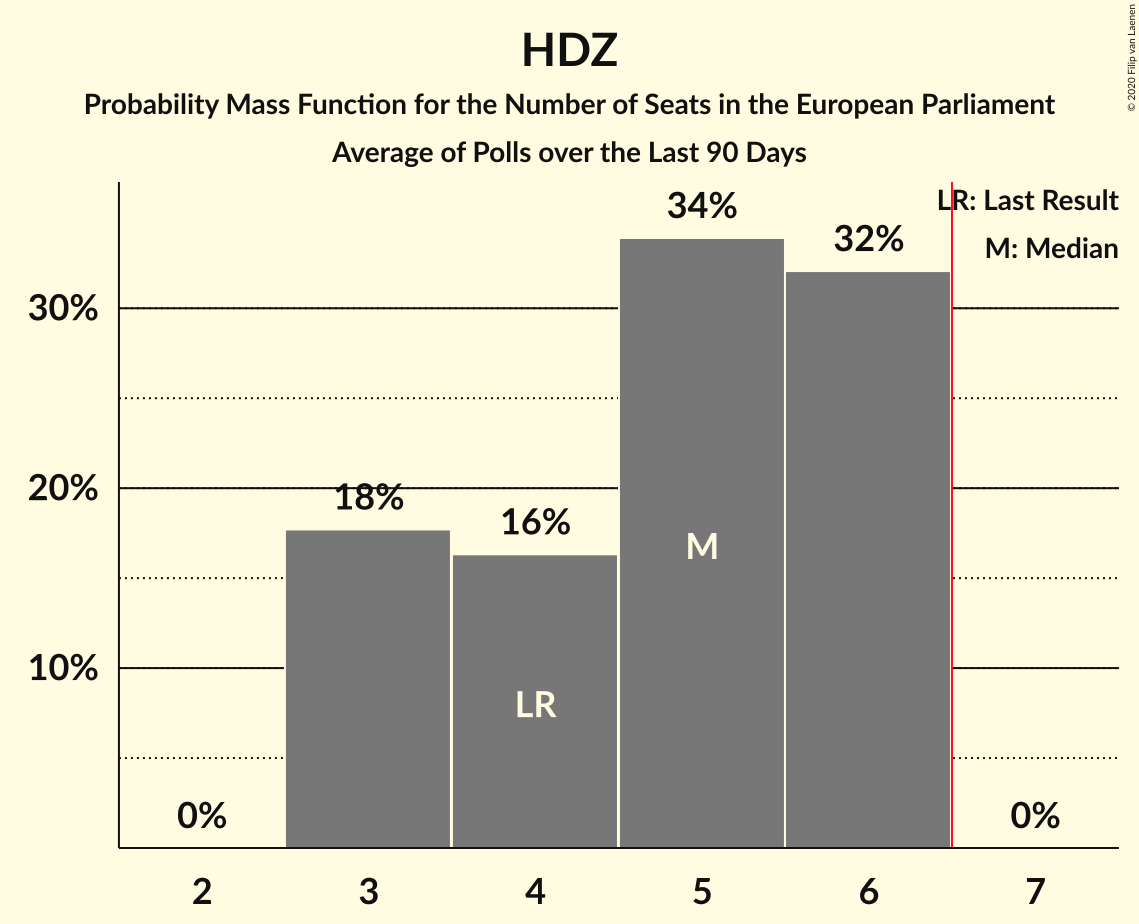 HDZ
Probability Mass Function for the Number of Seats in the European Parliament
Average of Polls over the Last 90 Days
© 2020 Filip van Laenen
LR: Last Result
M: Median
34%
32%
30%
20%
18%
16%
M
10%
LR
0%
0%
2 3 4 5 6 7